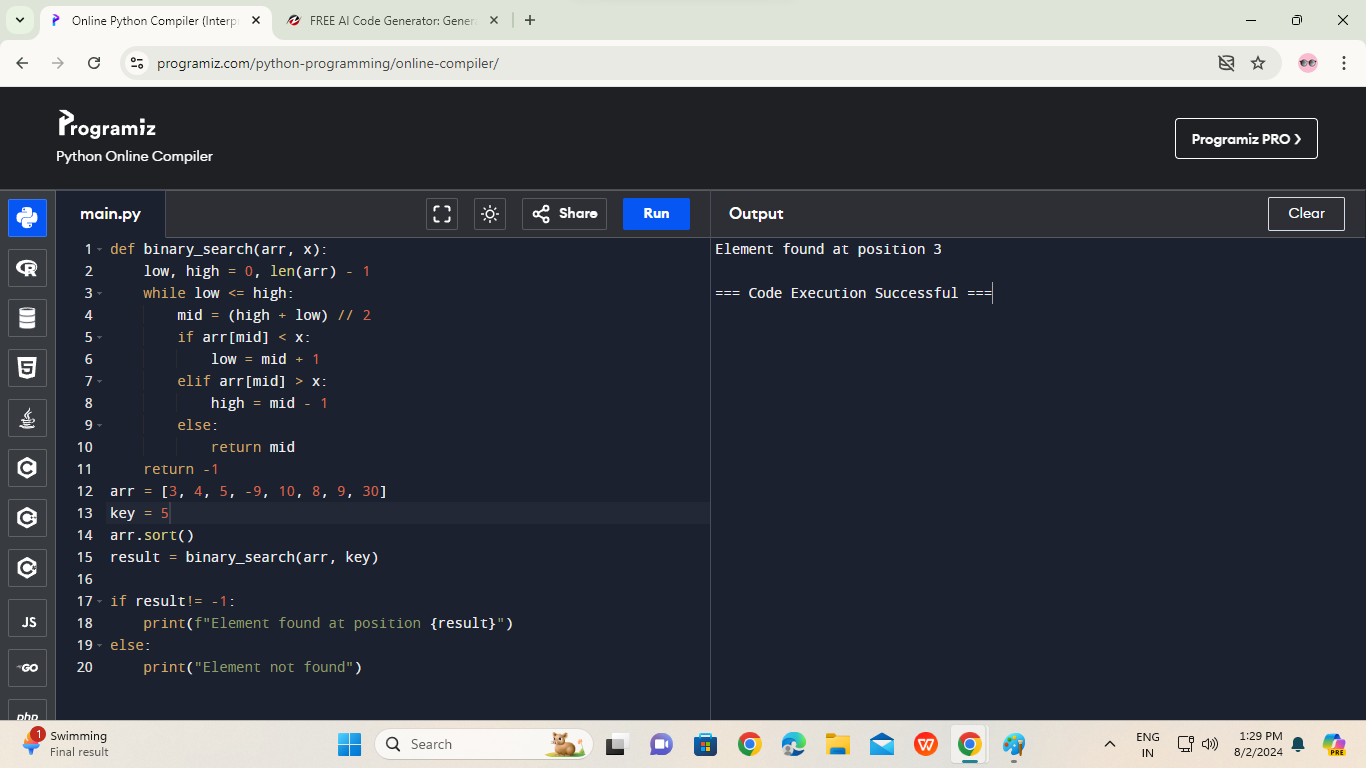 Online Python Compiler (Interp
FREE AI Code Generator: Gener
programiz.com/python-programming/online-compiler/
Programiz
Python Online Compiler
Programiz PRO ❯
main.py
Share
Run
Output
Clear
1 def binary_search(arr, x):
2     low, high = 0, len(arr) - 1
3     while low <= high:
4         mid = (high + low) // 2
5         if arr[mid] < x:
6             low = mid + 1
7         elif arr[mid] > x:
8             high = mid - 1
9         else:
10             return mid
11     return -1
12 arr = [3, 4, 5, -9, 10, 8, 9, 30]
13 key = 5
14 arr.sort()
15 result = binary_search(arr, key)
16
17 if result!= -1:
18     print(f"Element found at position {result}")
19 else:
20     print("Element not found")
Element found at position 3
=== Code Execution Successful ===
R
5
C
C
C
JS
GO
php
1
Swimming
Final result
Search
W
ENG
IN
1:29 PM
8/2/2024
PRE